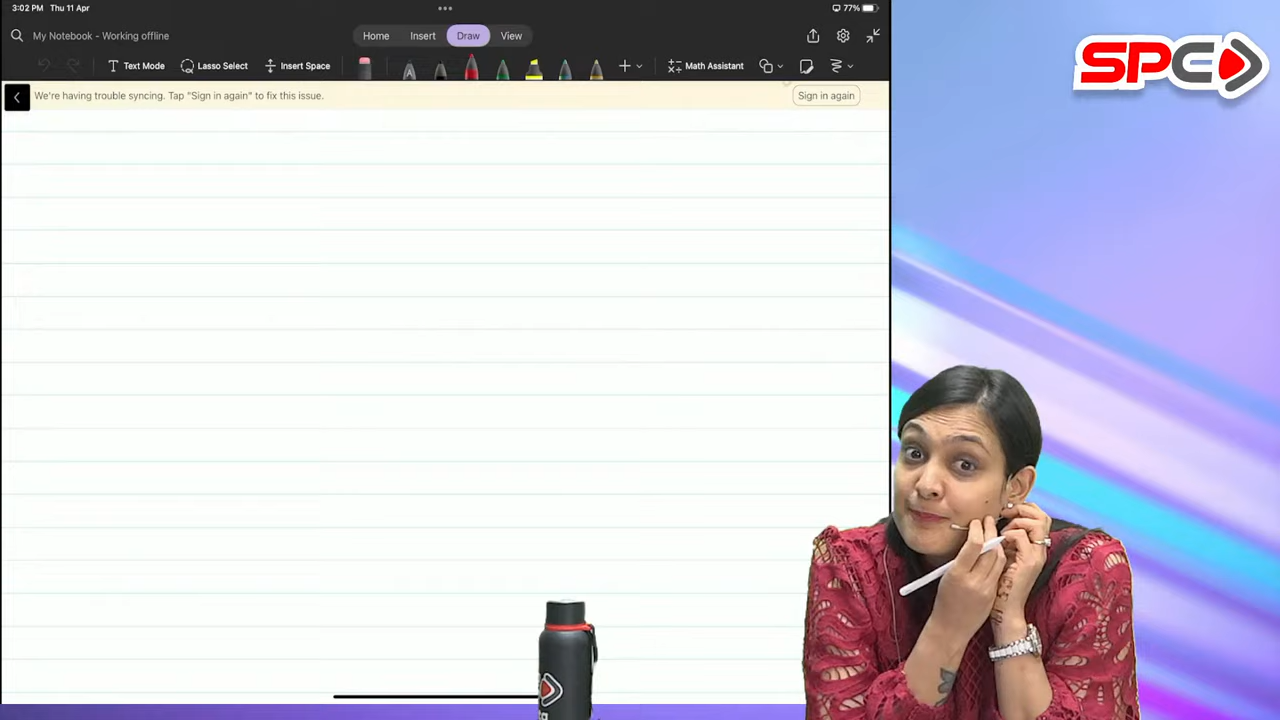 3:02 PM Thu 11 Apr
77%
My Notebook - Working offline
Home Insert Draw View
Text Mode Lasso Select Insert Space Math Assistant
We're having trouble syncing. Tap "Sign in again" to fix this issue.
Sign in again
SPE